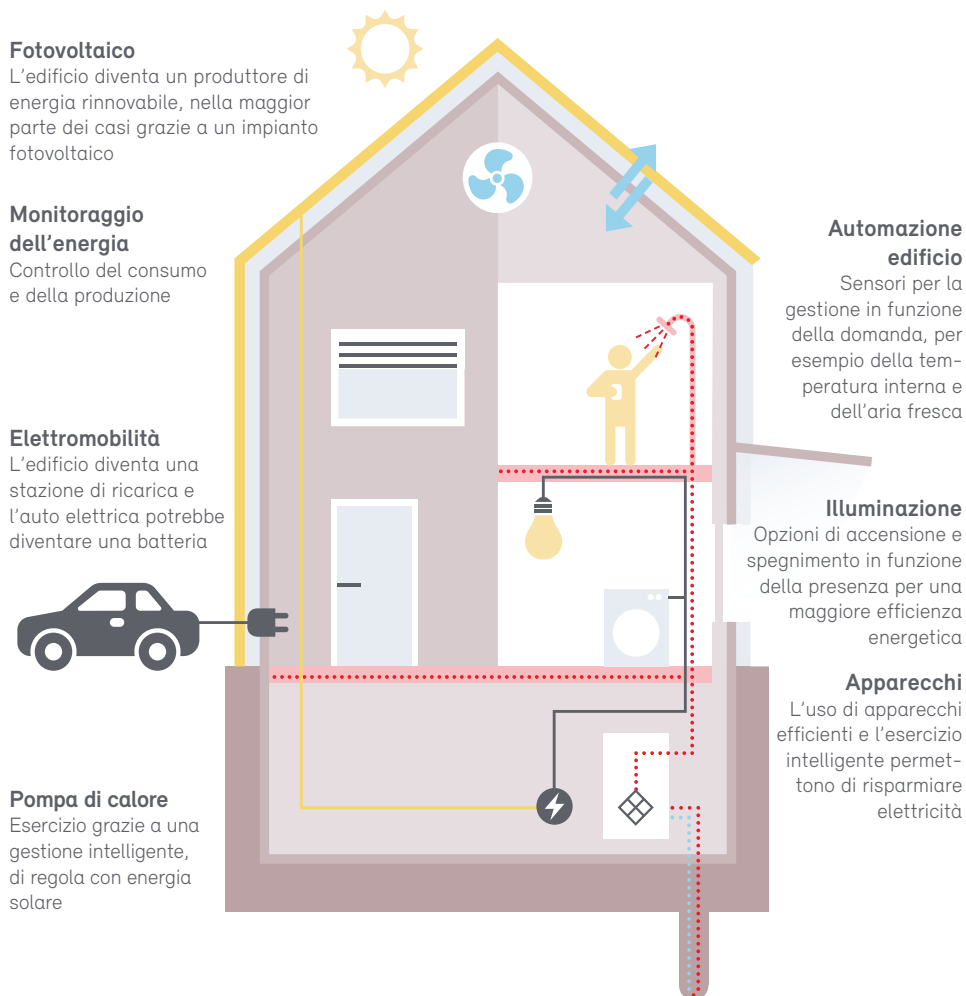 Fotovoltaico
L'edificio diventa un produttore di
energia rinnovabile, nella maggior
parte dei casi grazie a un impianto
fotovoltaico
Monitoraggio
dell'energia
Controllo del consumo
e della produzione
Elettromobilità
L'edificio diventa una
stazione di ricarica e
l'auto elettrica potrebbe
diventare una batteria
Pompa di calore
Esercizio grazie a una
gestione intelligente,
di regola con energia
solare
Automazione
edificio
Sensori per la
gestione in funzione
della domanda, per
esempio della tem-
peratura interna e
dell'aria fresca
Illuminazione
Opzioni di accensione e
spegnimento in funzione
della presenza per una
maggiore efficienza
energetica
Apparecchi
L'uso di apparecchi
efficienti e l'esercizio
intelligente permet-
tono di risparmiare
elettricità